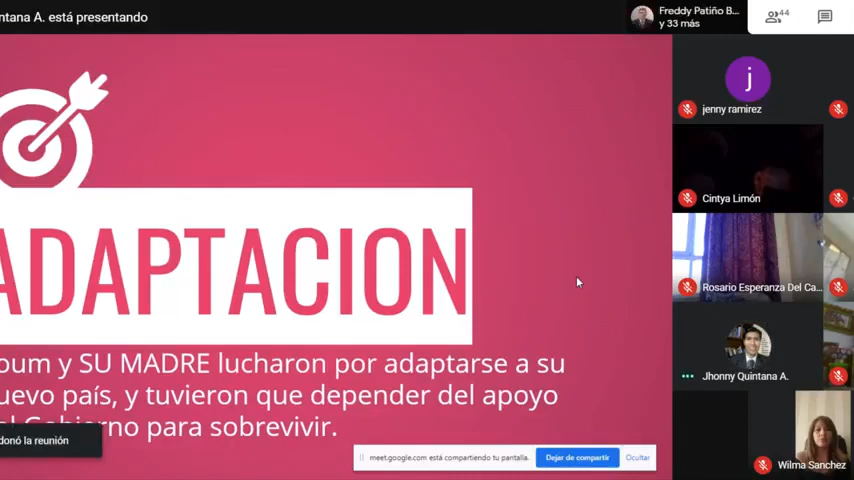 ntana A. está presentando
Freddy Patiño B...
y 33 más
44
j
jenny ramirez
Cintya Limón
ADAPTACION
Rosario Esperanza Del Ca...
oum y SU MADRE lucharon por adaptarse a su
uevo país, y tuvieron que depender del apoyo
no para sobrevivir.
Jhonny Quintana A.
donó la reunión
meet.google.com está compartiendo tu pantalla.
Dejar de compartir
Ocultar
Wilma Sanchez